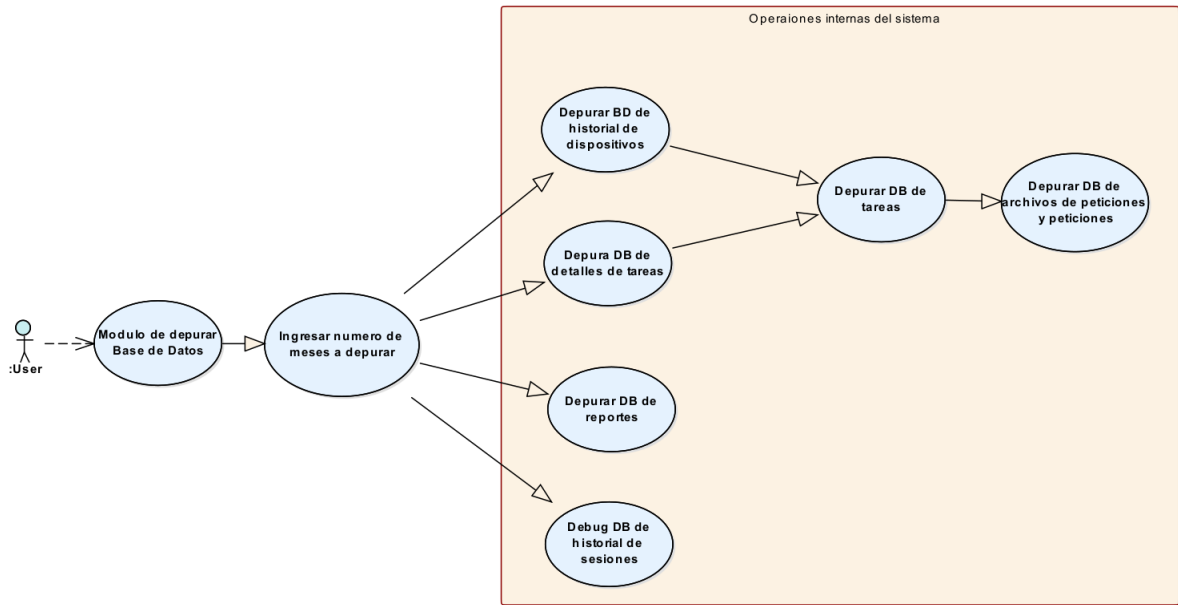 Operaiones internas del sistema
Depurar BD de
historial de
dispositivos
Depurar DB de
tareas
Depurar DB de
archivos de peticiones
y peticiones
Depura DB de
detalles de tareas
:User
Modulo de depurar
Base de Datos
Ingresar numero de
meses a depurar
Depurar DB de
reportes
Debug DB de
historial de
sesiones